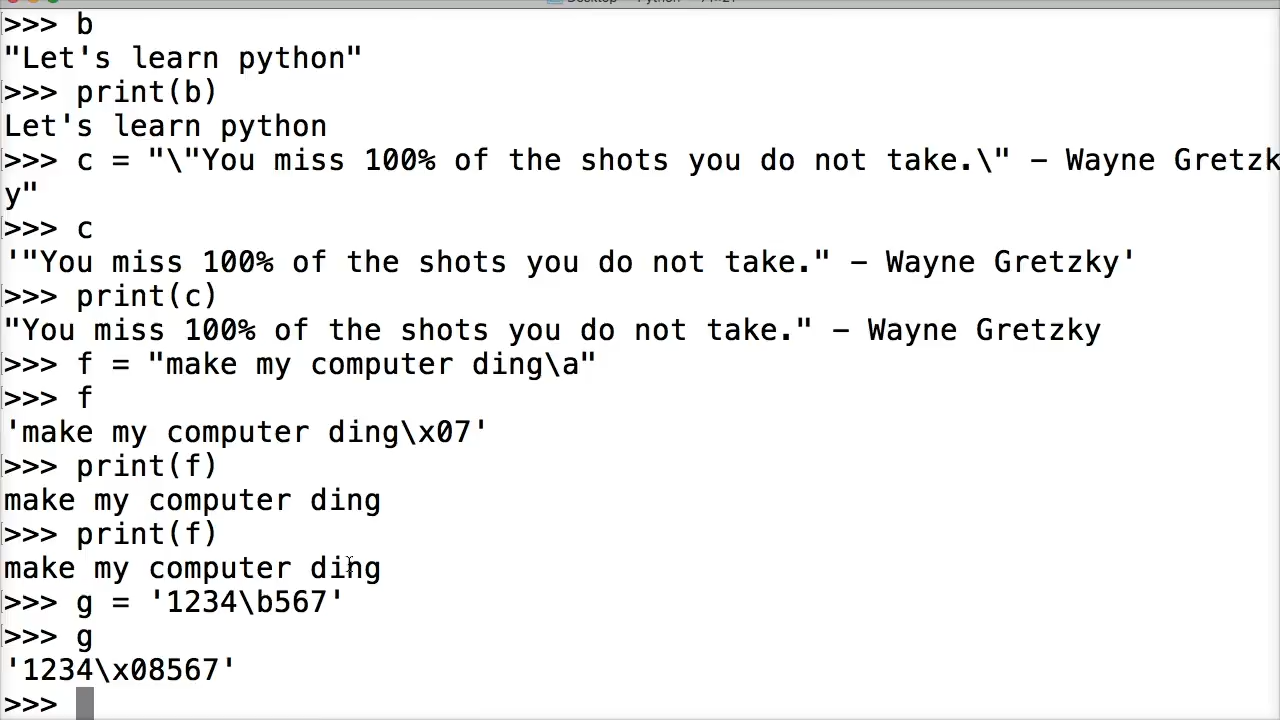 >>> b
"Let's learn python"
>>> print(b)
Let's learn python
>>> c = "\"You miss 100% of the shots you do not take.\" – Wayne Gretzk
y"
>>> c
'"You miss 100% of the shots you do not take." – Wayne Gretzky'
>>> print(c)
"You miss 100% of the shots you do not take." – Wayne Gretzky
>>> f = "make my computer ding\a"
>>> f
'make my computer ding\x07'
>>> print(f)
make my computer ding
>>> print(f)
make my computer ding
>>> g = '1234\b567'
>>> g
'1234\x08567'
>>>